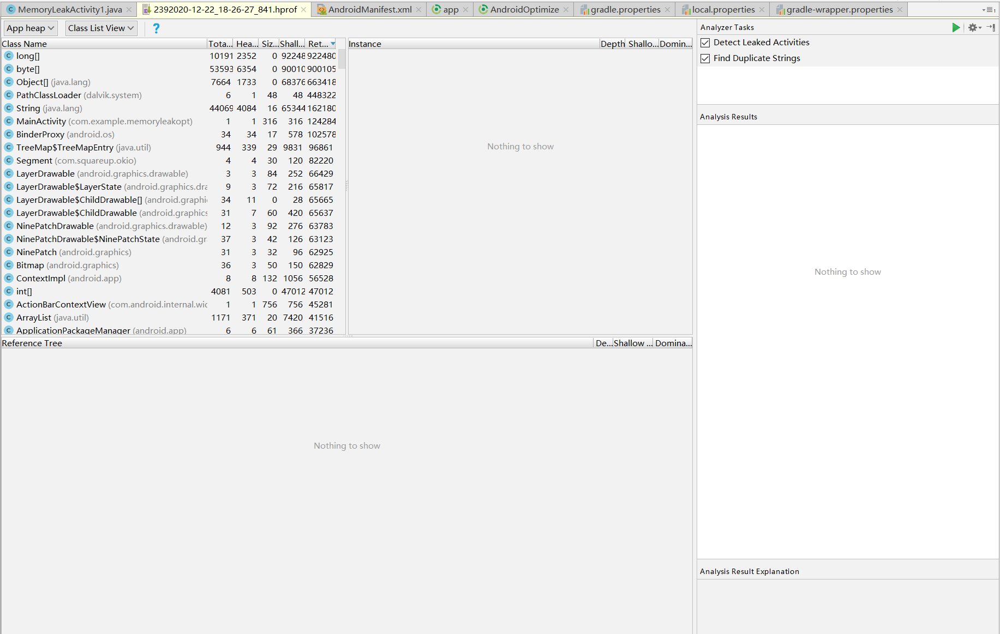 MemoryLeakActivity1.java 2392020-12-22_18-26-27_841.hprof AndroidManifest.xml app AndroidOptimize gradle.properties local.properties gradle-wrapper.properties
App heap Class List View ?
Class Name Tota... Hea... Siz... Shall... Ret...
long[] 10191 2352 0 92248 922480
byte[] 53593 6354 0 90010 900105
Object[] (java.lang) 7664 1733 0 68376 663418
PathClassLoader (dalvik.system) 6 1 48 48 448322
String (java.lang) 44069 4084 16 65344 162180
MainActivity (com.example.memoryleakopt) 1 1 316 316 124284
BinderProxy (android.os) 34 34 17 578 102578
TreeMap$TreeMapEntry (java.util) 944 339 29 9831 96861
Segment (com.squareup.okio) 4 4 30 120 82220
LayerDrawable (android.graphics.drawable) 3 3 84 252 66429
LayerDrawable$LayerState (android.graphics.dra 9 3 72 216 65817
LayerDrawable$ChildDrawable[] (android.graphi 34 11 0 28 65665
LayerDrawable$ChildDrawable (android.graphics 31 7 60 420 65637
NinePatchDrawable (android.graphics.drawable) 12 3 92 276 63783
NinePatchDrawable$NinePatchState (android.gr 37 3 42 126 63123
NinePatch (android.graphics) 31 3 32 96 62925
Bitmap (android.graphics) 36 3 50 150 62829
ContextImpl (android.app) 8 8 132 1056 56528
int[] 4081 503 0 47012 47012
ActionBarContextView (com.android.internal.wid 1 1 756 756 45281
ArrayList (java.util) 1171 371 20 7420 41516
ApplicationPackageManager (android.app) 6 6 61 366 37236
Instance Depth Shallo... Domin...
Nothing to show
Reference Tree De... Shallow ... Domina...
Nothing to show
Analyzer Tasks
Detect Leaked Activities
Find Duplicate Strings
Analysis Results
Nothing to show
Analysis Result Explanation